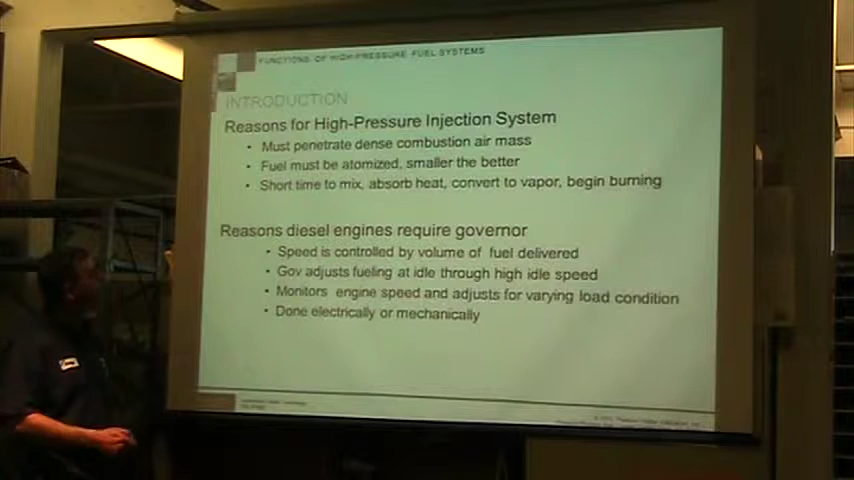 FUNCTIONS OF HIGH-PRESSURE FUEL SYSTEMS
INTRODUCTION
Reasons for High-Pressure Injection System
• Must penetrate dense combustion air mass
• Fuel must be atomized, smaller the better
• Short time to mix, absorb heat, convert to vapor, begin burning
Reasons diesel engines require governor
• Speed is controlled by volume of fuel delivered
• Gov adjusts fueling at idle through high idle speed
• Monitors engine speed and adjusts for varying load condition
• Done electrically or mechanically